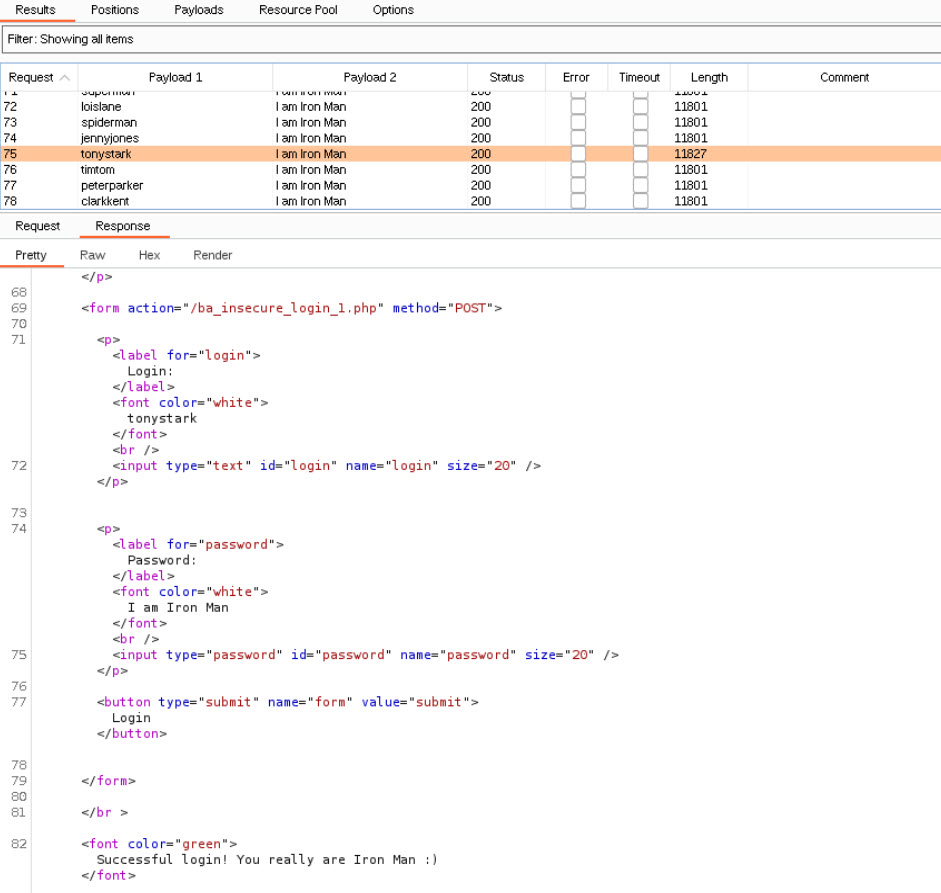 Results Positions Payloads Resource Pool Options
Filter: Showing all items
Request Payload 1 Payload 2 Status Error Timeout Length Comment
71 superman I am Iron Man 200 11801
72 loislane I am Iron Man 200 11801
73 spiderman I am Iron Man 200 11801
74 jennyjones I am Iron Man 200 11801
75 tonystark I am Iron Man 200 11827
76 timtom I am Iron Man 200 11801
77 peterparker I am Iron Man 200 11801
78 clarkkent I am Iron Man 200 11801
Request Response
Pretty Raw Hex Render
</p>
68
69 <form action="/ba_insecure_login_1.php" method="POST">
70
71 <p>
<label for="login">
Login:
</label>
<font color="white">
tonystark
</font>
<br />
72 <input type="text" id="login" name="login" size="20" />
</p>
73
74 <p>
<label for="password">
Password:
</label>
<font color="white">
I am Iron Man
</font>
<br />
75 <input type="password" id="password" name="password" size="20" />
</p>
76
77 <button type="submit" name="form" value="submit">
Login
</button>
78
79 </form>
80
81 </br >
82 <font color="green">
Successful login! You really are Iron Man :)
</font>